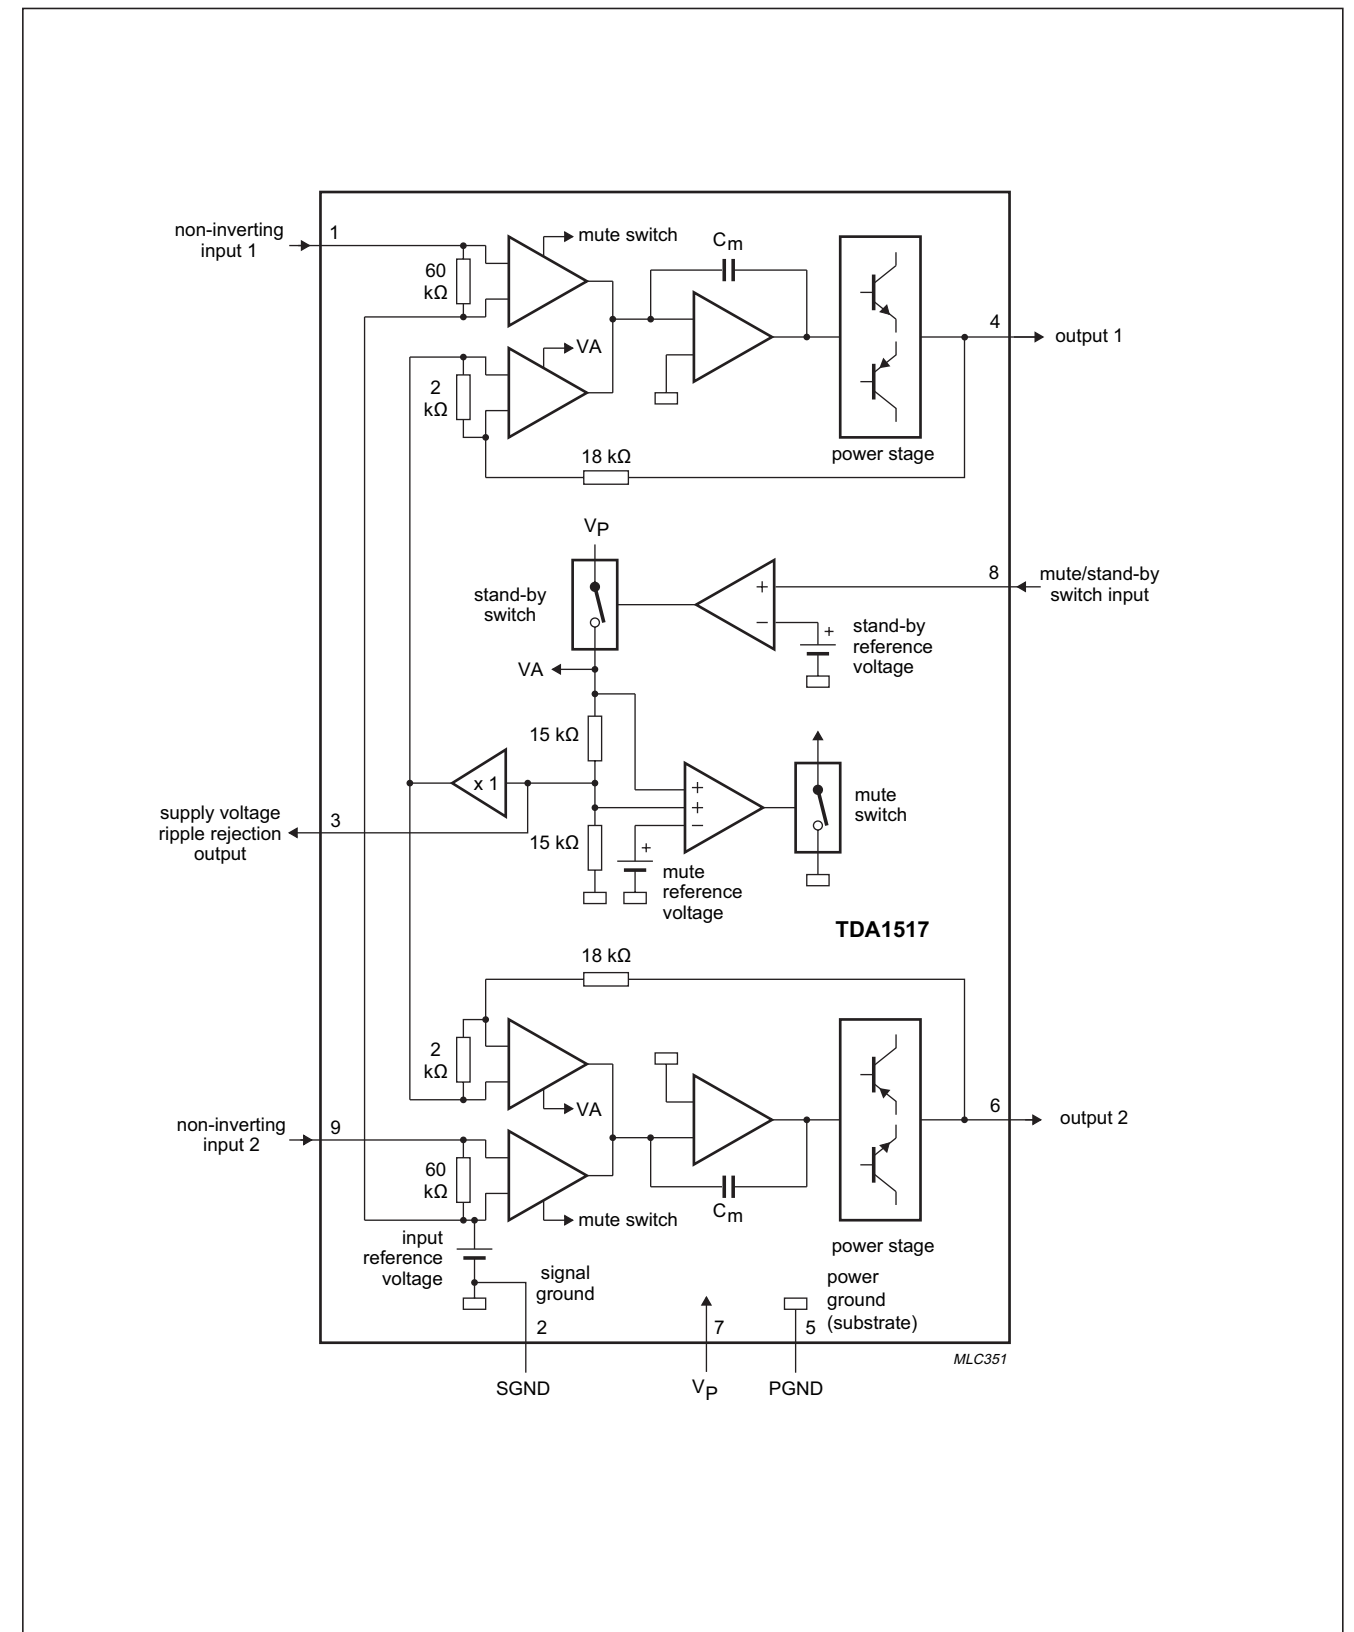 non-inverting
input 1
1
60
kΩ
mute switch
Cm
VA
2
kΩ
4
output 1
18 kΩ
power stage
VP
stand-by
switch
+
−
8
mute/stand-by
switch input
+
stand-by
reference
voltage
VA
15 kΩ
x 1
+
+
−
mute
switch
supply voltage
ripple rejection
output
3
15 kΩ
+
mute
reference
voltage
TDA1517
18 kΩ
2
kΩ
VA
6
output 2
non-inverting
input 2
9
60
kΩ
mute switch
Cm
power stage
input
reference
voltage
signal
ground
power
ground
(substrate)
2
7
5
MLC351
SGND
VP
PGND